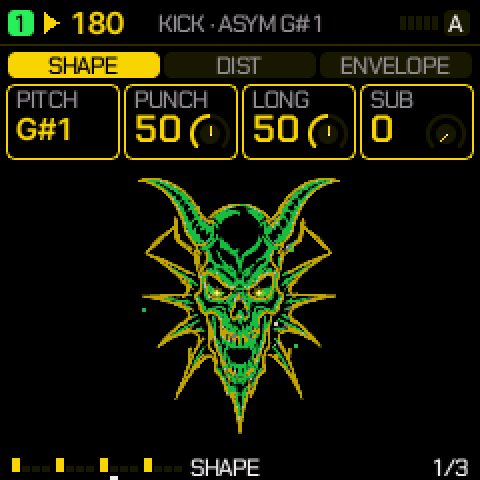 1 180 KICK · ASYM G#1 A
SHAPE DIST ENVELOPE
PITCH PUNCH LONG SUB
G#1 50 50 0
SHAPE 1/3